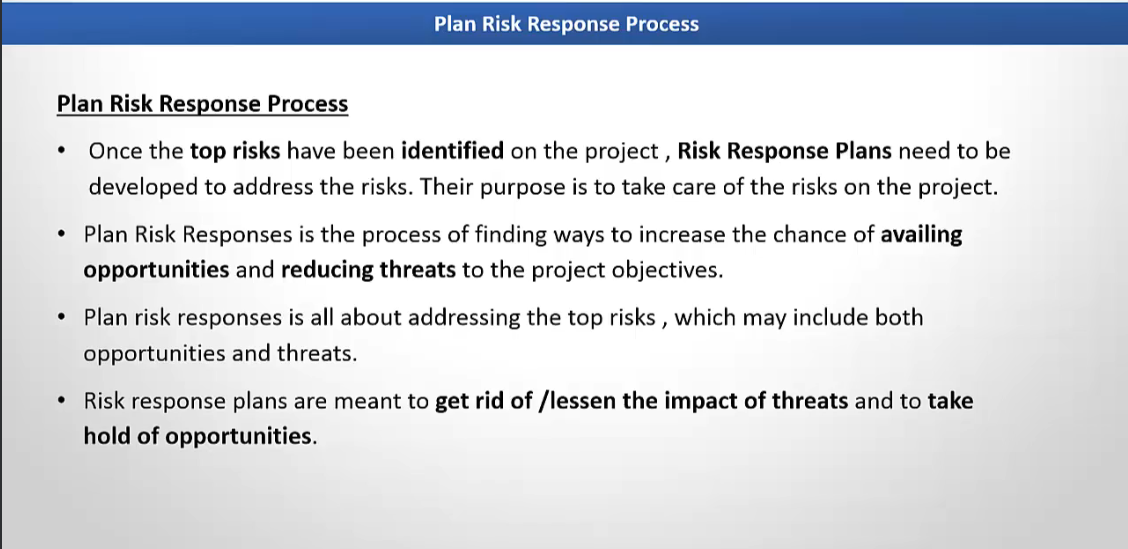 Plan Risk Response Process
Plan Risk Response Process
• Once the top risks have been identified on the project , Risk Response Plans need to be
developed to address the risks. Their purpose is to take care of the risks on the project.
• Plan Risk Responses is the process of finding ways to increase the chance of availing
opportunities and reducing threats to the project objectives.
• Plan risk responses is all about addressing the top risks , which may include both
opportunities and threats.
• Risk response plans are meant to get rid of /lessen the impact of threats and to take
hold of opportunities.